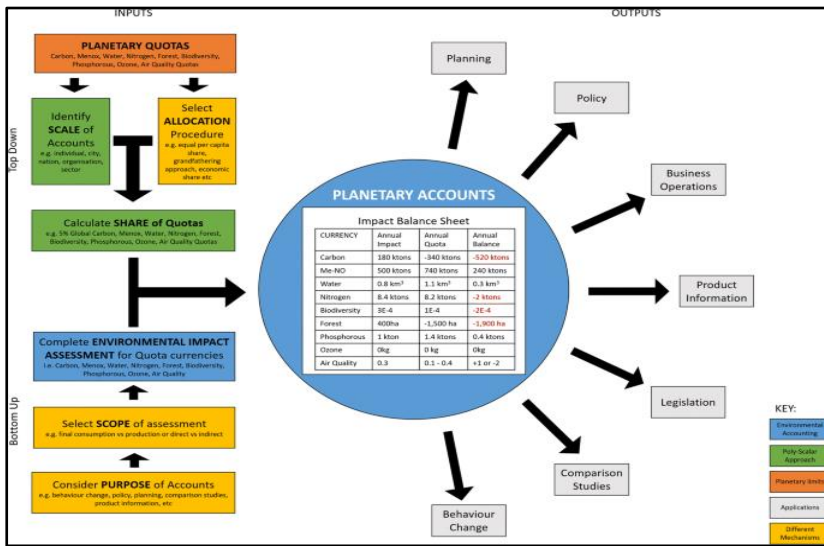 INPUTS
OUTPUTS
PLANETARY QUOTAS
Carbon, Menox, Water, Nitrogen, Forest, Biodiversity,
Phosphorous, Ozone, Air Quality Quotas
Top Down
Identify
SCALE of
Accounts
e.g. individual, city,
nation, organisation,
sector
Select
ALLOCATION
Procedure
e.g. equal per capita
share,
grandfathering
approach, economic
share etc
Calculate SHARE of Quotas
e.g. 5% Global Carbon, Menox, Water, Nitrogen, Forest,
Biodiversity, Phosphorous, Ozone, Air Quality Quotas
Bottom Up
Complete ENVIRONMENTAL IMPACT
ASSESSMENT for Quota currencies
i.e. Carbon, Menox, Water, Nitrogen, Forest, Biodiversity,
Phosphorous, Ozone, Air Quality
Select SCOPE of assessment
e.g. final consumption vs production or direct vs indirect
Consider PURPOSE of Accounts
e.g. behaviour change, policy, planning, comparison studies,
product information, etc
PLANETARY ACCOUNTS
Impact Balance Sheet
CURRENCY Annual Impact Annual Quota Annual Balance
Carbon 180 ktons -340 ktons -520 ktons
Me-NO 500 ktons 740 ktons 240 ktons
Water 0.8 km³ 1.1 km³ 0.3 km³
Nitrogen 8.4 ktons 8.2 ktons -2 ktons
Biodiversity 3E-4 1E-4 -2E-4
Forest 400ha -1,500 ha -1,900 ha
Phosphorous 1 kton 1.4 ktons 0.4 ktons
Ozone 0kg 0 kg 0kg
Air Quality 0.3 0.1 - 0.4 +1 or -2
Planning
Policy
Business
Operations
Product
Information
Legislation
Comparison
Studies
Behaviour
Change
KEY:
Environmental
Accounting
Poly-Scalar
Approach
Planetary limits
Applications
Different
Mechanisms